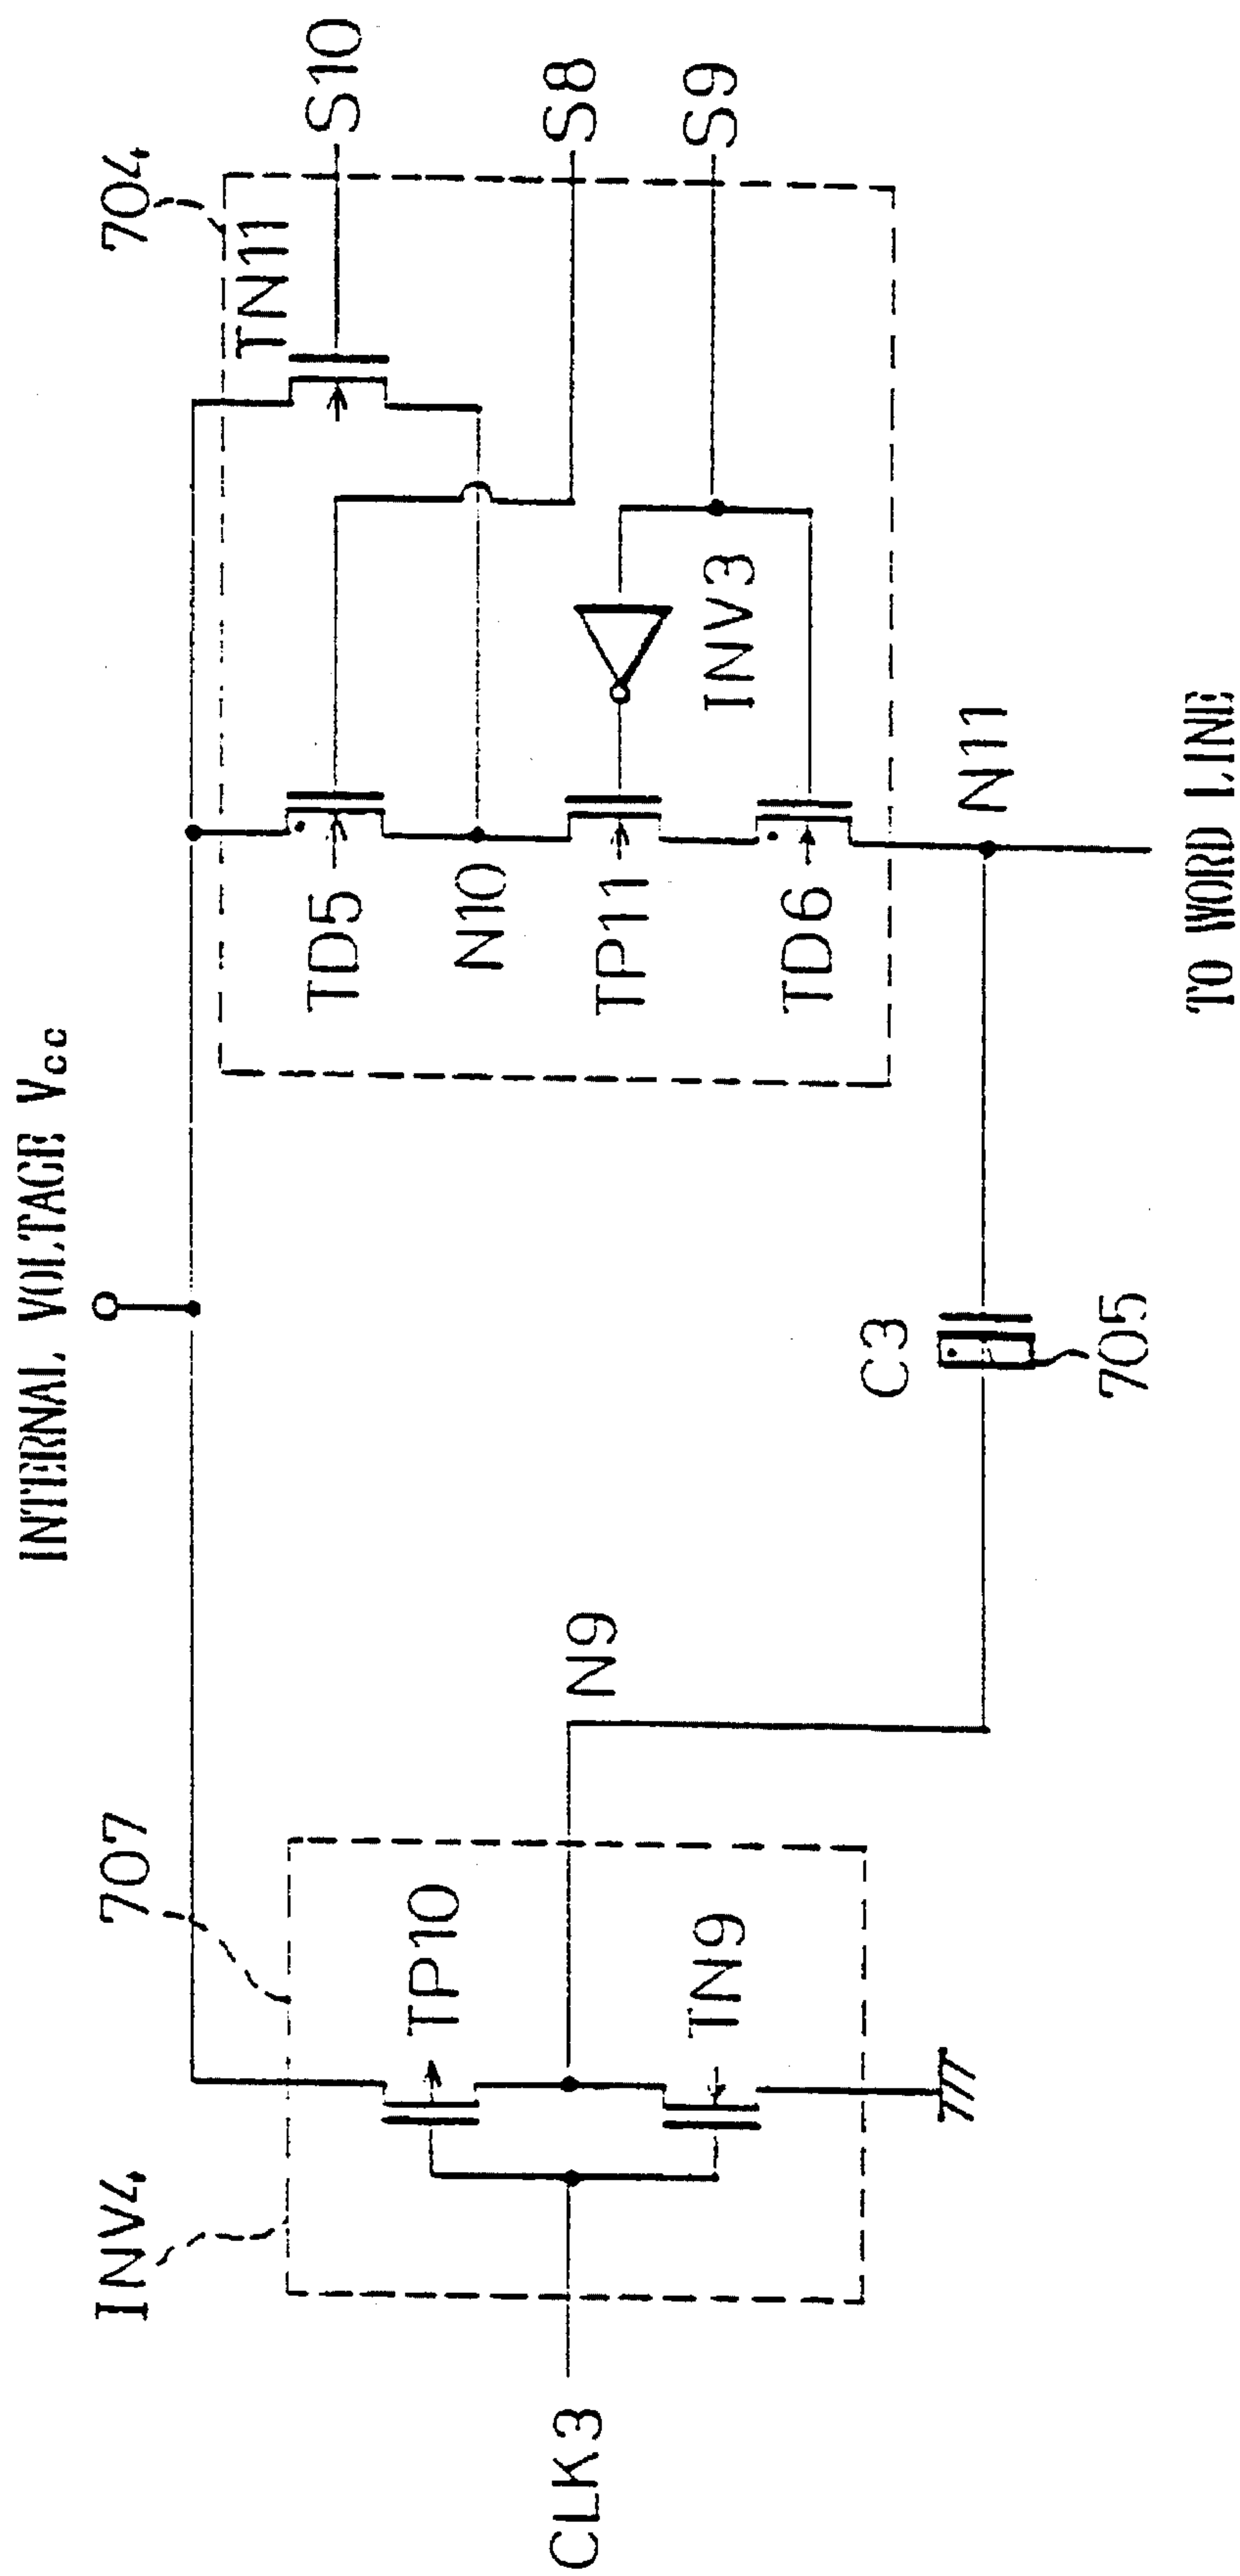 INTERNAL VOLTAGE Vcc
INV4
707
704
TP10
TD5
TN11
S10
CLK3
N9
N10
S8
TN9
TP11
INV3
S9
C3
TD6
705
N11
TO WORD LINE